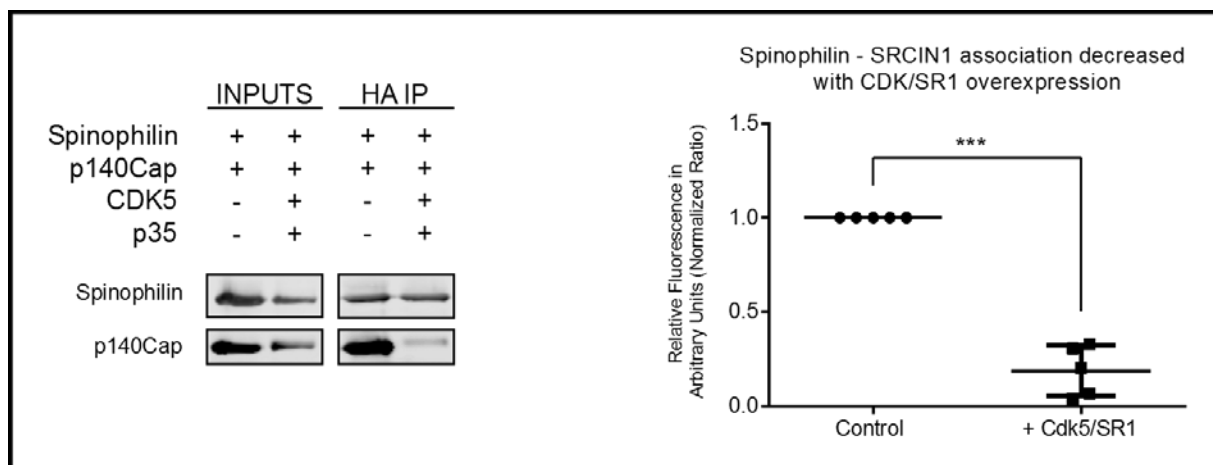 INPUTS HA IP
Spinophilin + + + +
p140Cap + + + +
CDK5 - + - +
p35 - + - +
Spinophilin
p140Cap
Spinophilin - SRCIN1 association decreased
with CDK/SR1 overexpression
Relative Fluorescence in
Arbitrary Units (Normalized Ratio)
1.5
***
1.0
0.5
0.0
Control + Cdk5/SR1